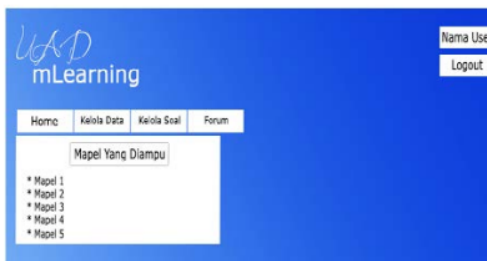 UAD
mLearning
Nama Use
Logout
Home
Kelola Data
Kelola Soal
Forum
Mapel Yang Diampu
* Mapel 1
* Mapel 2
* Mapel 3
* Mapel 4
* Mapel 5